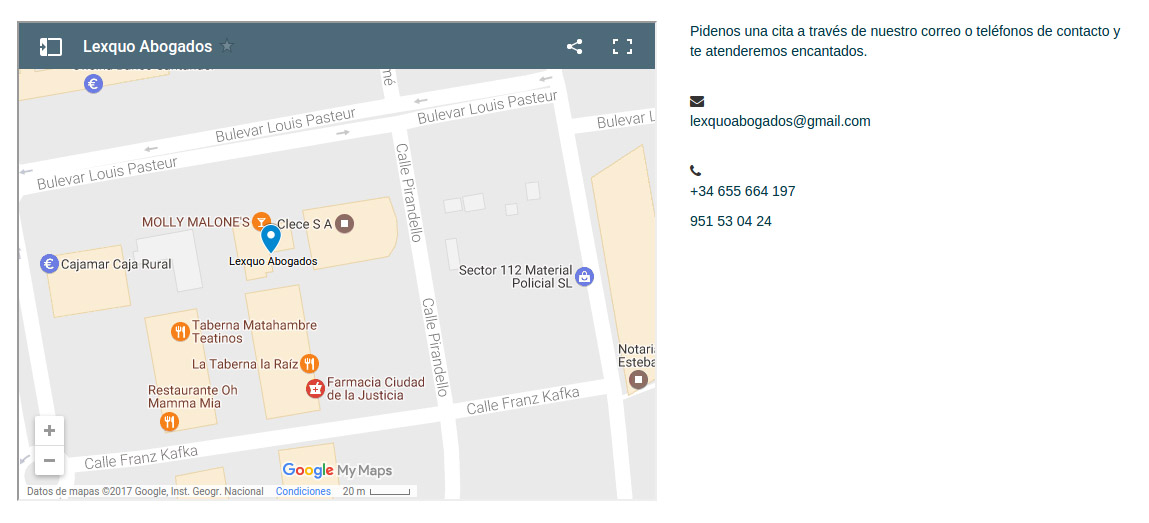 Lexquo Abogados
Pidenos una cita a través de nuestro correo o teléfonos de contacto y
te atenderemos encantados.
lexquoabogados@gmail.com
+34 655 664 197
951 53 04 24
Bulevar Louis Pasteur
Bulevar Louis Pasteur
Bulevar L
Bulevar Louis Pasteur
Calle Pirandello
MOLLY MALONE'S
Clece S A
Lexquo Abogados
Cajamar Caja Rural
Sector 112 Material
Policial SL
Calle Pirandello
Taberna Matahambre
Teatinos
La Taberna la Raíz
Farmacia Ciudad
de la Justicia
Restaurante Oh
Mamma Mia
Notari
Esteba
Calle Franz Kafka
Calle Franz Kafka
Google My Maps
Datos de mapas ©2017 Google, Inst. Geogr. Nacional
Condiciones
20 m